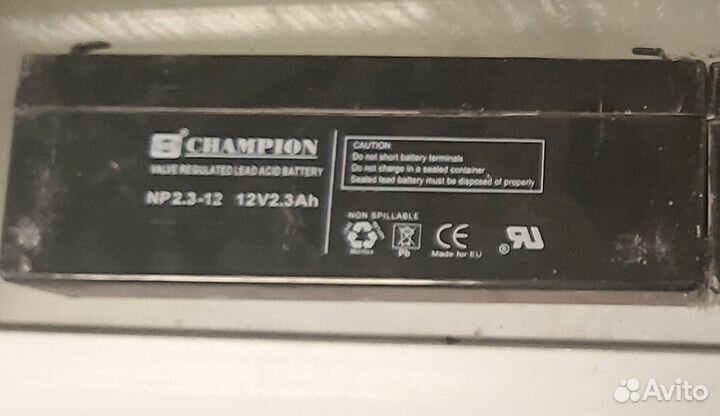 CHAMPION
VALVE REGULATED LEAD ACID BATTERY
NP2.3-12 12V2.3Ah
CAUTION
Do not short battery terminals
Do not charge in a sealed container
Sealed lead battery must be disposed of properly
NON SPILLABLE
RECYCLE
Pb
CE
Made for EU
RU
®
Avito